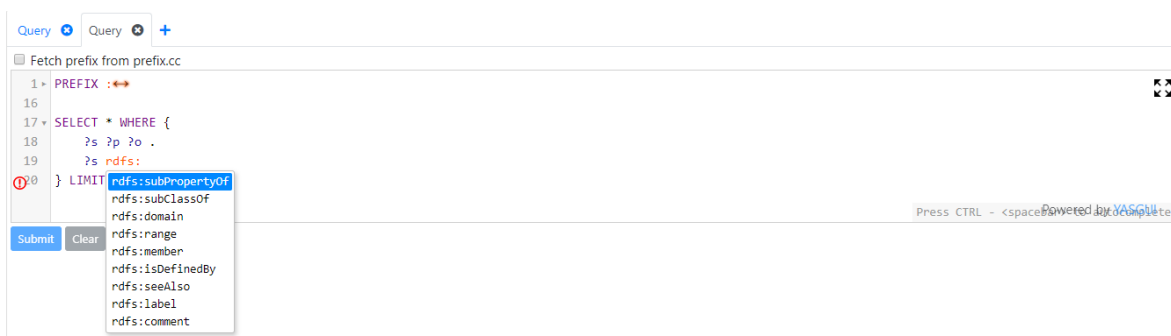 Query Query +
Fetch prefix from prefix.cc
1 PREFIX :
16
17 SELECT * WHERE {
18 ?s ?p ?o .
19 ?s rdfs:
20 } LIMIT
rdfs:subPropertyOf
rdfs:subClassOf
rdfs:domain
rdfs:range
rdfs:member
rdfs:isDefinedBy
rdfs:seeAlso
rdfs:label
rdfs:comment
Press CTRL - <spacebar> to autocomplete
Powered by YASGUI
Submit Clear